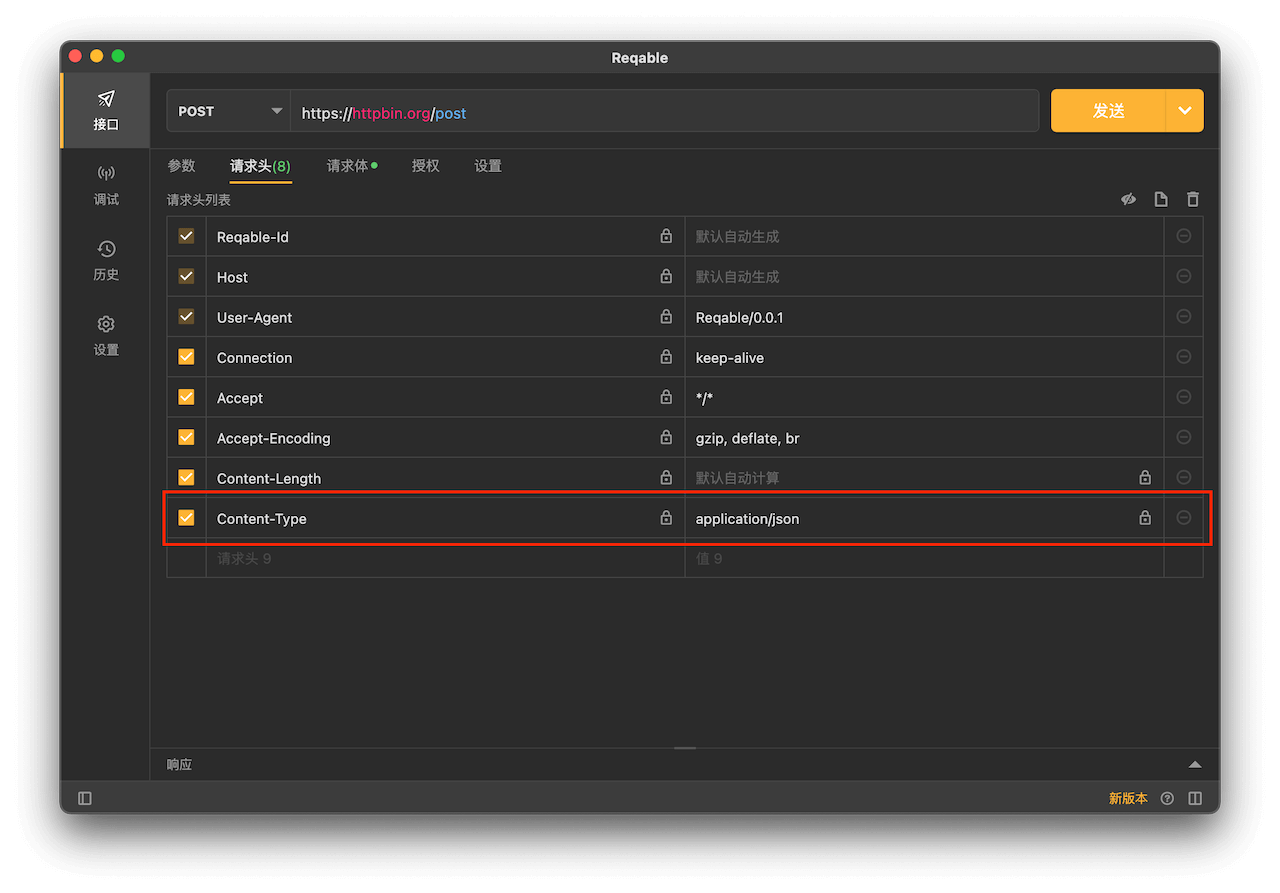 Reqable
接口
调试
历史
设置
POST
https://httpbin.org/post
发送
参数 请求头(8) 请求体 授权 设置
请求头列表
Reqable-Id 默认自动生成
Host 默认自动生成
User-Agent Reqable/0.0.1
Connection keep-alive
Accept */*
Accept-Encoding gzip, deflate, br
Content-Length 默认自动计算
Content-Type application/json
请求头 9 值 9
响应
新版本